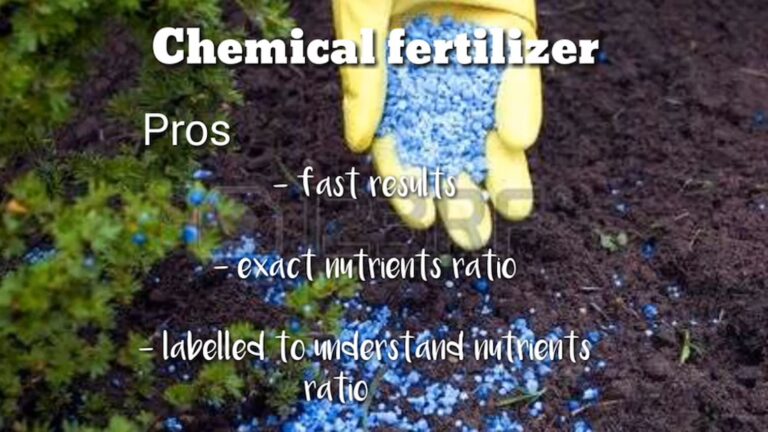 Chemical fertilizer
Pros
- fast results
- exact nutrients ratio
- labelled to understand nutrients
ratio